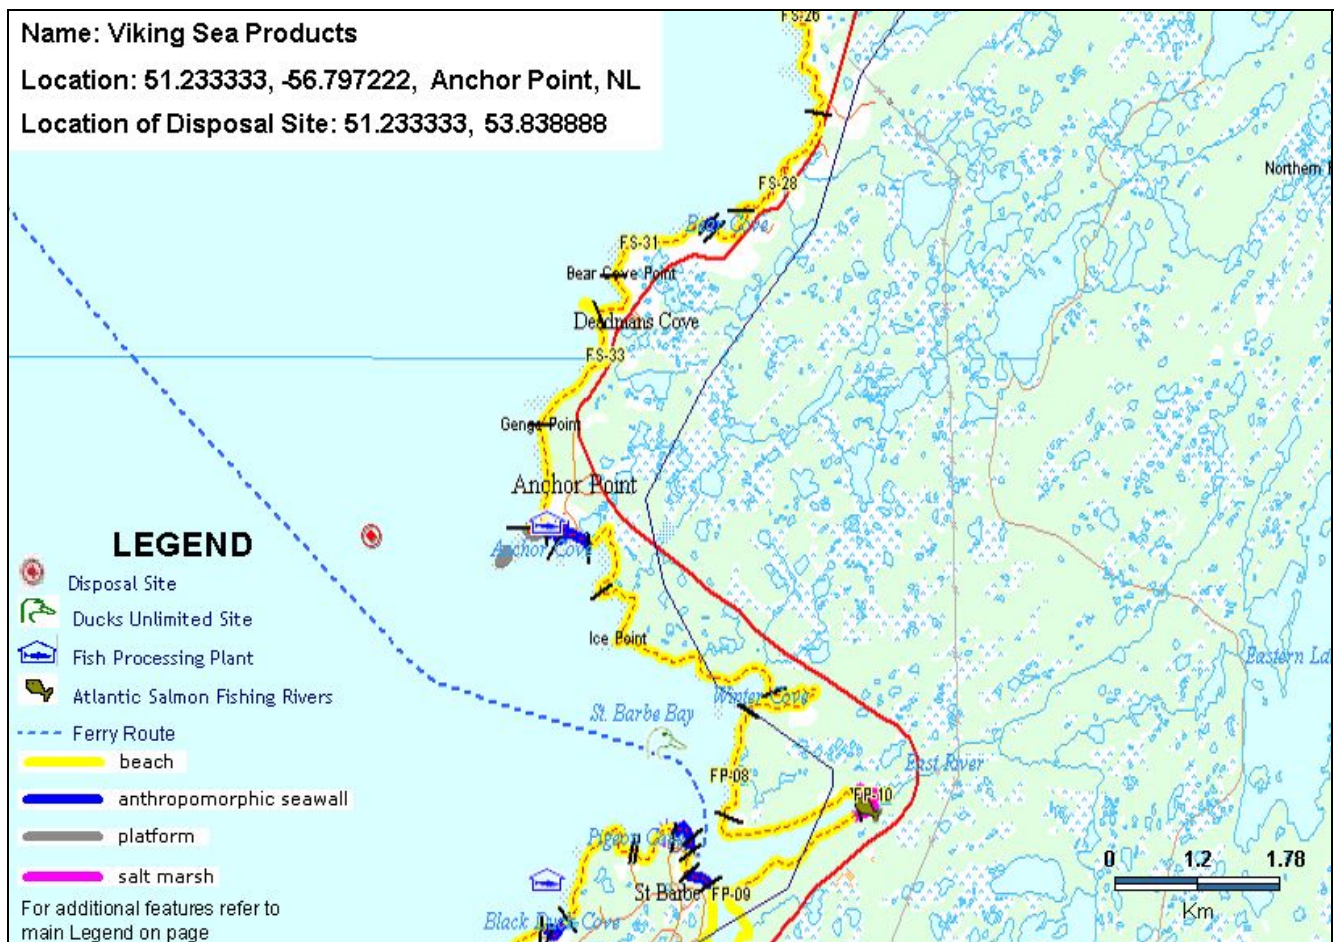 Name: Viking Sea Products
Location: 51.233333, -56.797222, Anchor Point, NL
Location of Disposal Site: 51.233333, 53.838888
FS-26
FS-28
Northern
Bear Cove
FS-31
Bear Cove Point
Deadmans Cove
FS-33
Genge Point
Anchor Point
Anchor Cove
Ice Point
Eastern La
Winter Cove
St. Barbe Bay
East River
FP-08
FP-10
Pigeon
St Barbe
FP-09
Black Duck Cove
LEGEND
Disposal Site
Ducks Unlimited Site
Fish Processing Plant
Atlantic Salmon Fishing Rivers
Ferry Route
beach
anthropomorphic seawall
platform
salt marsh
For additional features refer to
main Legend on page
0 1.2 1.78
Km